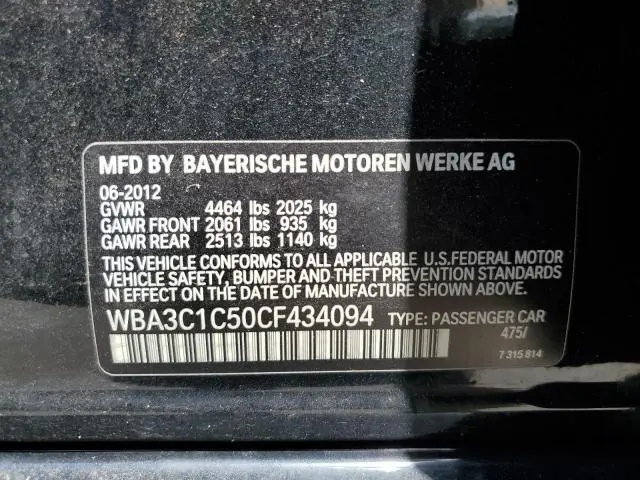 MFD BY BAYERISCHE MOTOREN WERKE AG
06-2012
GVWR 4464 lbs 2025 kg
GAWR FRONT 2061 lbs 935 kg
GAWR REAR 2513 lbs 1140 kg
THIS VEHICLE CONFORMS TO ALL APPLICABLE U.S.FEDERAL MOTOR
VEHICLE SAFETY, BUMPER AND THEFT PREVENTION STANDARDS
IN EFFECT ON THE DATE OF MANUFACTURE SHOWN ABOVE.
WBA3C1C50CF434094 TYPE: PASSENGER CAR
475/
7 315 814